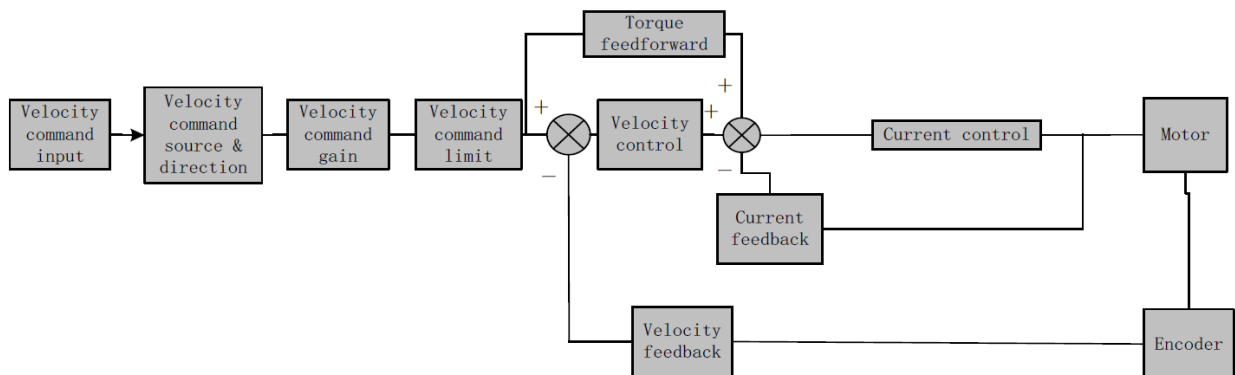 Torque
feedforward
Velocity
command
input
Velocity
command
source &
direction
Velocity
command
gain
Velocity
command
limit
+
−
Velocity
control
+
+
−
Current control
Motor
Current
feedback
Velocity
feedback
Encoder